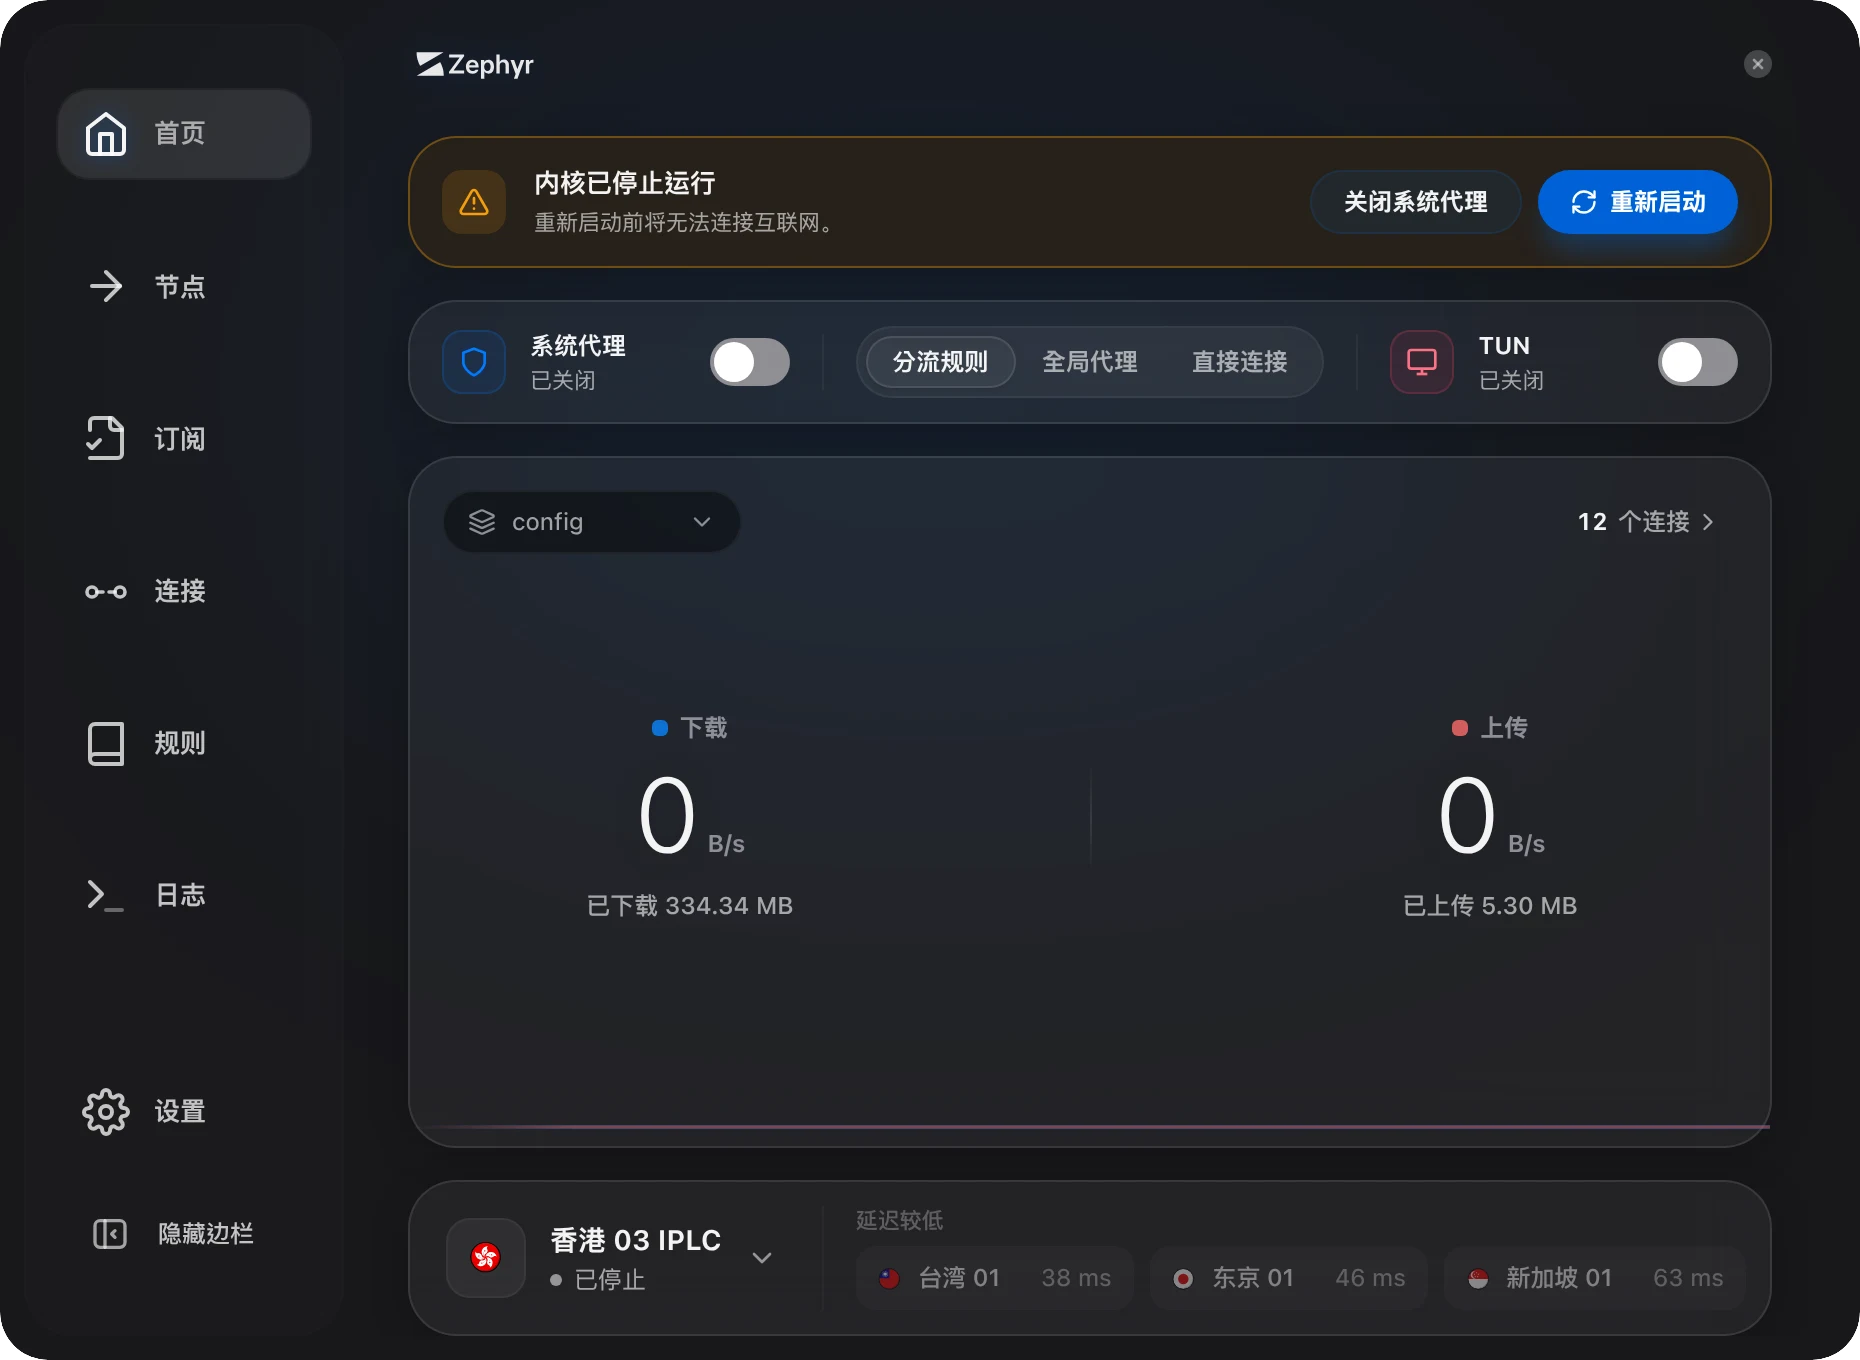 Zephyr
首页
节点
订阅
连接
规则
日志
设置
隐藏边栏
内核已停止运行
重新启动前将无法连接互联网。
关闭系统代理
重新启动
系统代理
已关闭
分流规则
全局代理
直接连接
TUN
已关闭
config
12 个连接
下载
0 B/s
已下载 334.34 MB
上传
0 B/s
已上传 5.30 MB
香港 03 IPLC
已停止
延迟较低
台湾 01 38 ms
东京 01 46 ms
新加坡 01 63 ms